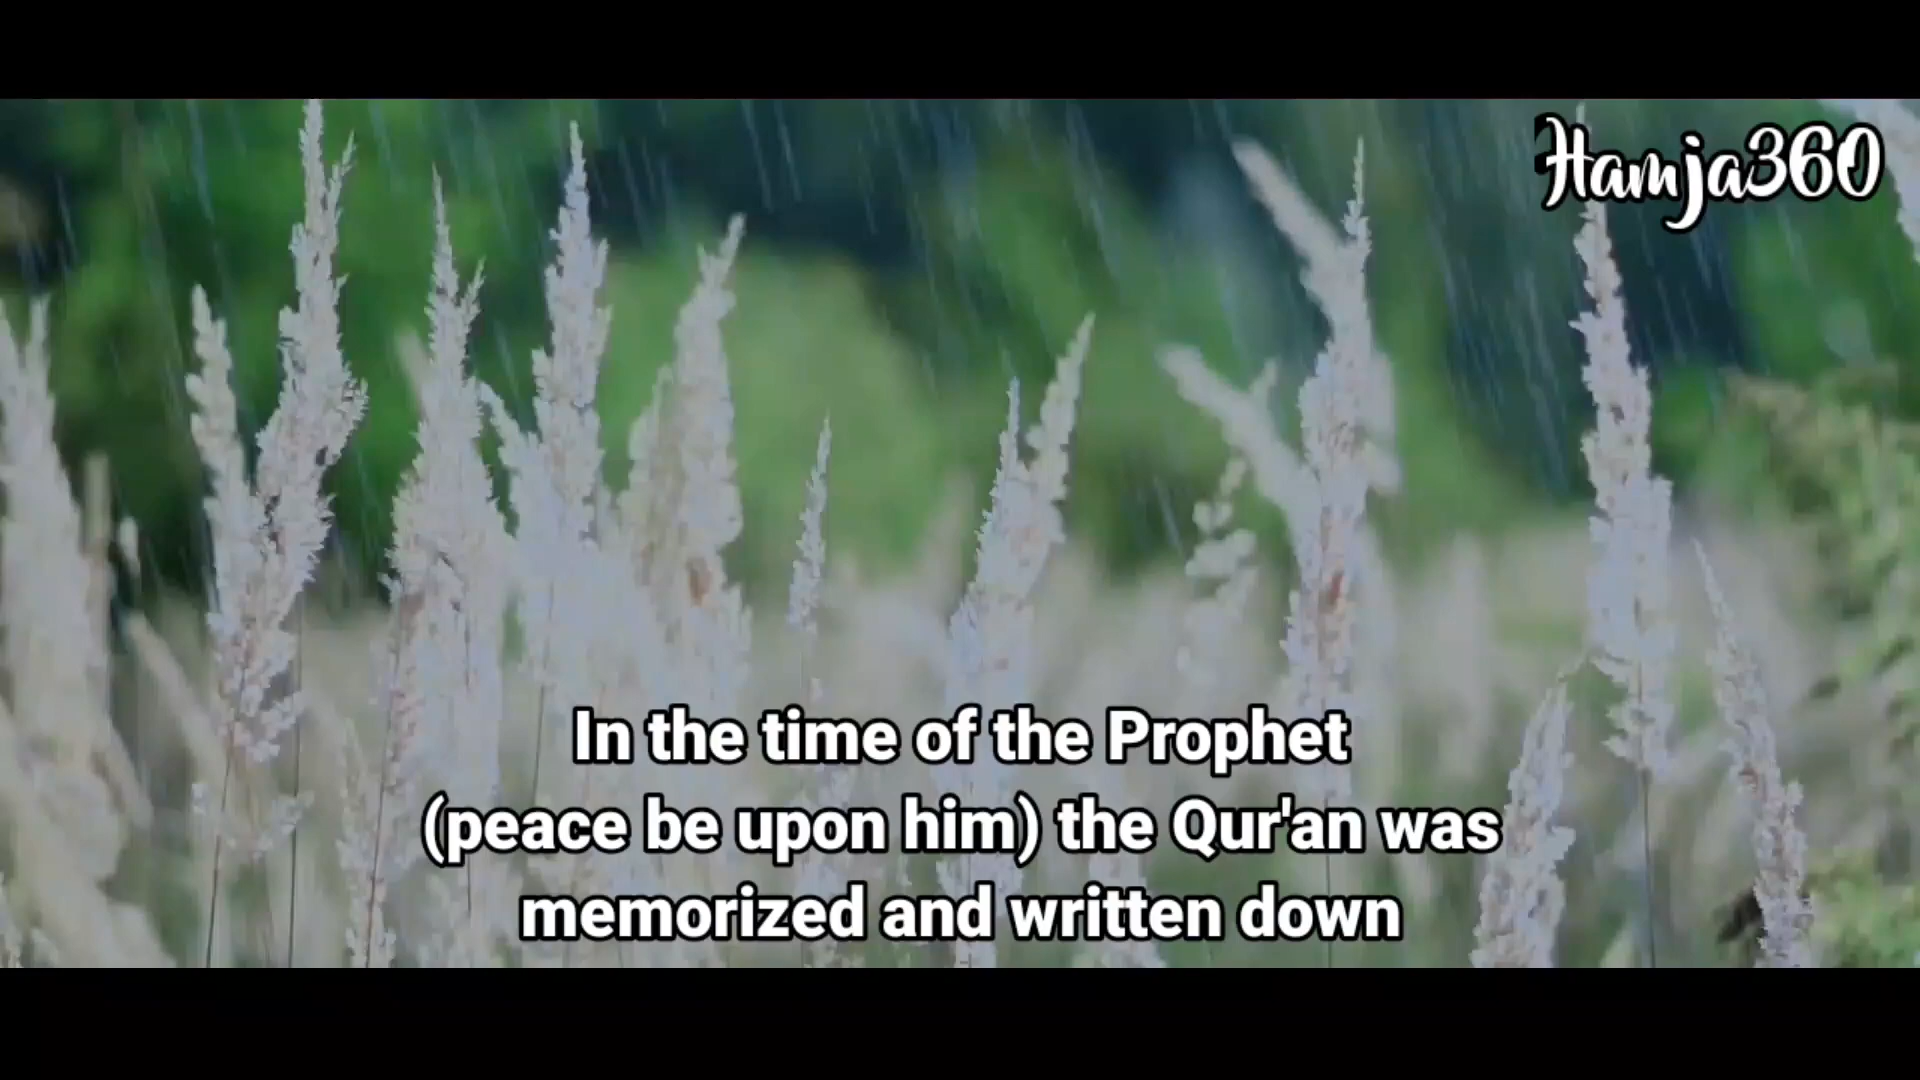 Hamja360
In the time of the Prophet
(peace be upon him) the Qur'an was
memorized and written down